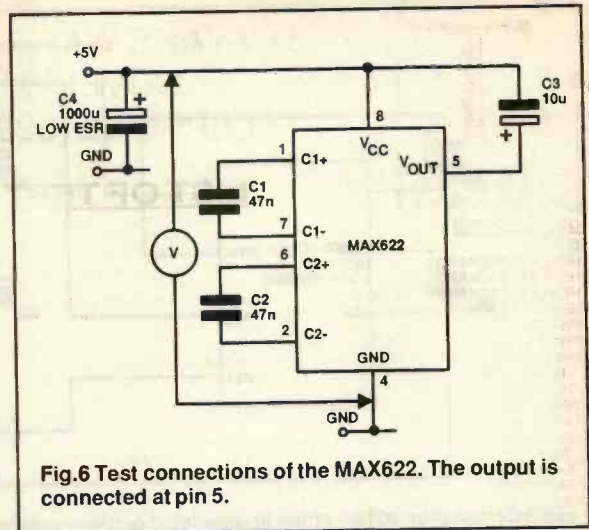 +5V
C4
1000u
LOW ESR
+
GND
C3
10u
+
8
VCC
VOUT
5
1
C1+
C1
47n
7
C1-
MAX622
6
C2+
C2
47n
2
C2-
V
GND
4
GND
Fig.6 Test connections of the MAX622. The output is
connected at pin 5.